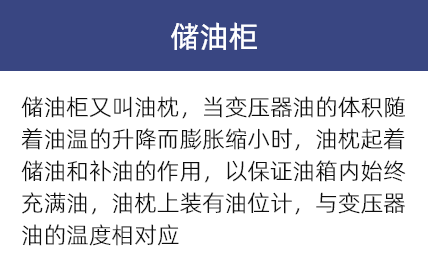 储油柜
储油柜又叫油枕，当变压器油的体积随
着油温的升降而膨胀缩小时，油枕起着
储油和补油的作用，以保证油箱内始终
充满油，油枕上装有油位计，与变压器
油的温度相对应